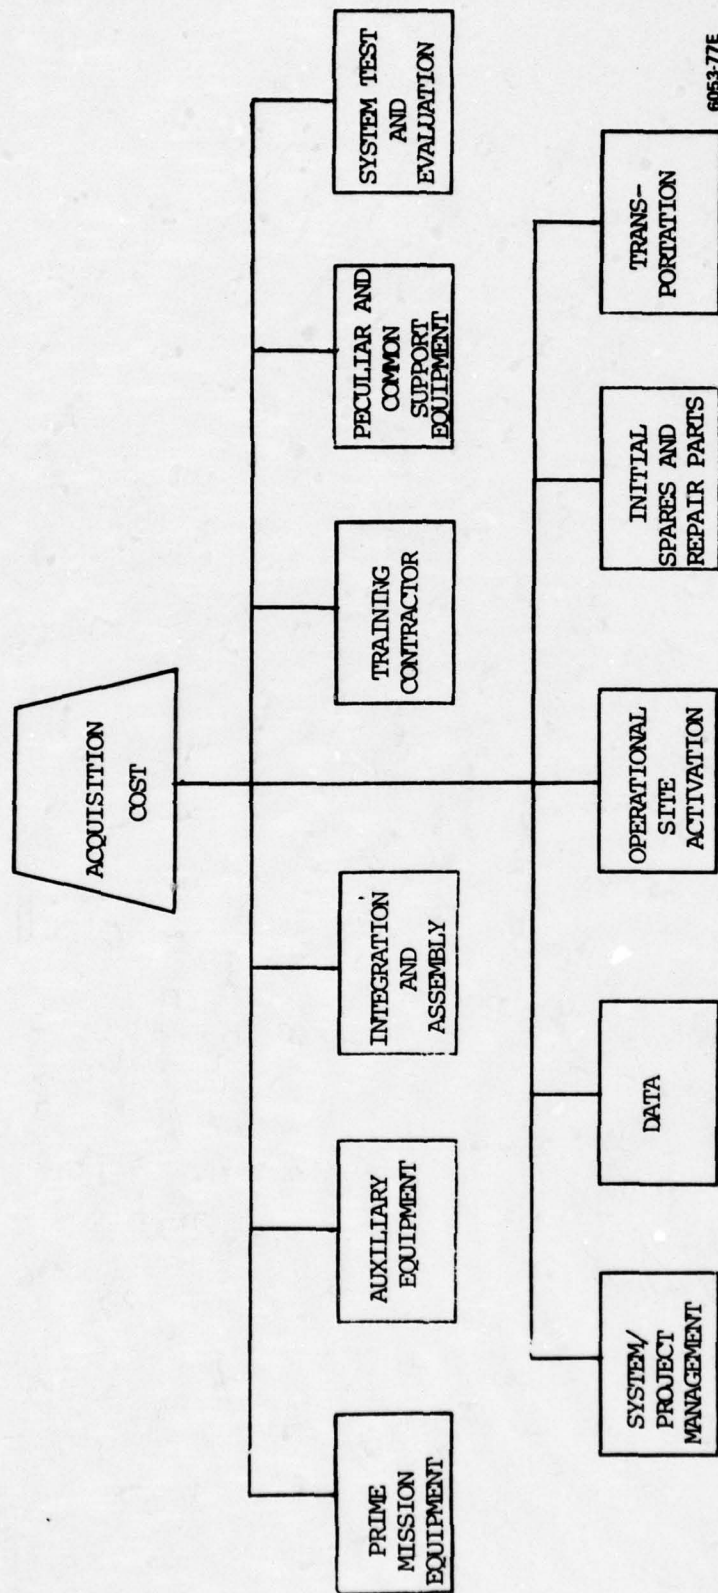 ACQUISITION
COST
PRIME
MISSION
EQUIPMENT
AUXILIARY
EQUIPMENT
INTEGRATION
AND
ASSEMBLY
TRAINING
CONTRACTOR
PECULIAR AND
COMMON
SUPPORT
EQUIPMENT
SYSTEM TEST
AND
EVALUATION
SYSTEM/
PROJECT
MANAGEMENT
DATA
OPERATIONAL
SITE
ACTIVATION
INITIAL
SPARES AND
REPAIR PARTS
TRANS-
PORTATION
6053-77E